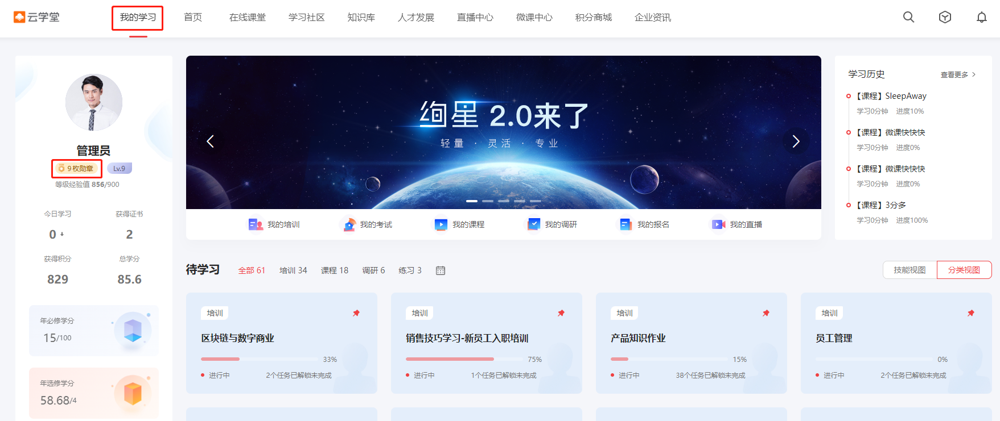 云学堂
我的学习 首页 在线课堂 学习社区 知识库 人才发展 直播中心 微课中心 积分商城 企业资讯
管理员
9枚勋章 Lv.9
等级经验值 856/900
今日学习 获得证书
0 2
获得积分 总学分
829 85.6
年必修学分
15/100
年选修学分
58.68/4
绚星 2.0来了
轻量 · 灵活 · 专业
我的培训 我的考试 我的课程 我的调研 我的报名 我的直播
学习历史 查看更多
【课程】SleepAway
学习0分钟 进度10%
【课程】微课快快快
学习0分钟 进度0%
【课程】微课快快快
学习0分钟 进度0%
【课程】3分多
学习0分钟 进度100%
待学习 全部 61 培训 34 课程 18 调研 6 练习 3 技能视图 分类视图
培训
区块链与数字商业
33%
进行中 2个任务已解锁未完成
培训
销售技巧学习-新员工入职培训
75%
进行中 1个任务已解锁未完成
培训
产品知识作业
15%
进行中 38个任务已解锁未完成
培训
员工管理
0%
进行中 2个任务已解锁未完成